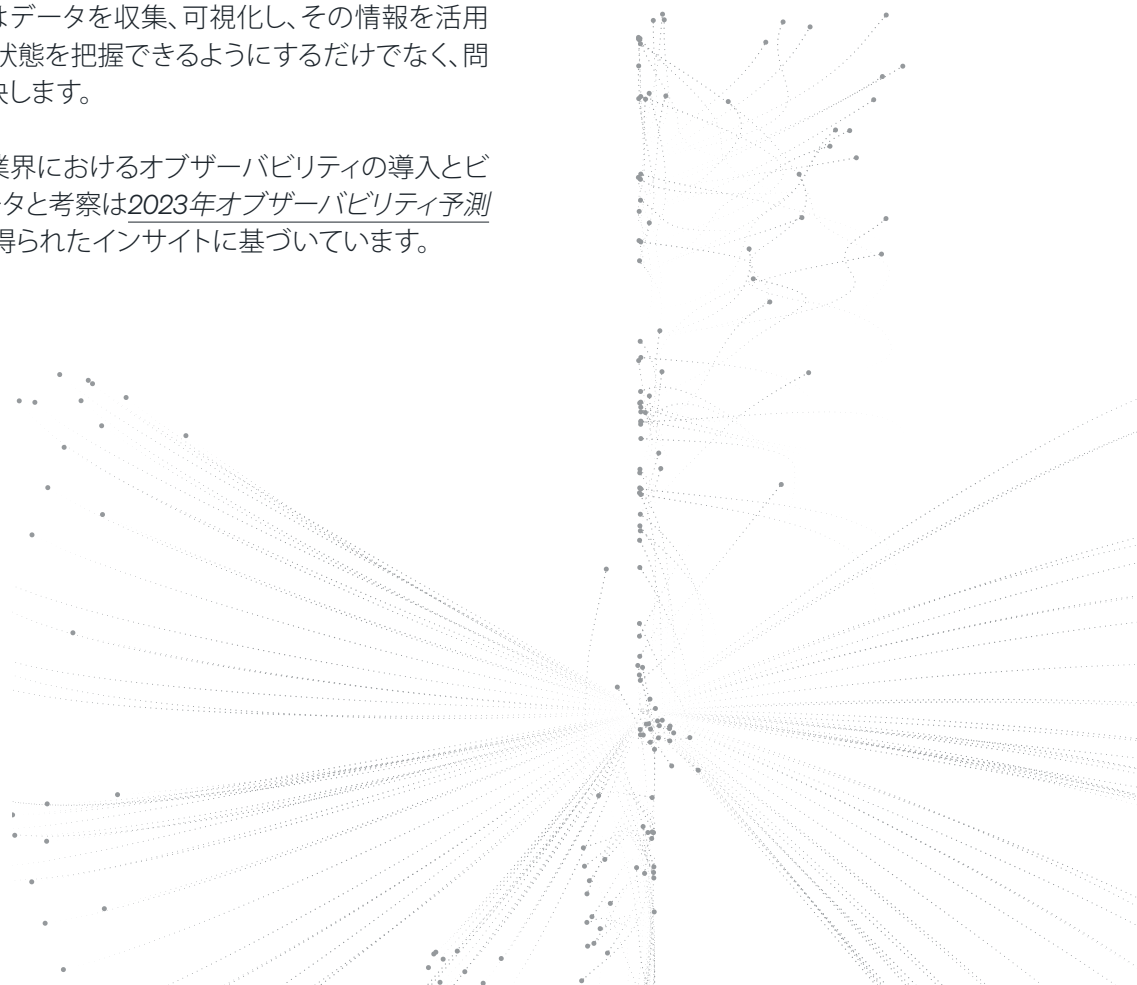 はデータを収集、可視化し、その情報を活用
状態を把握できるようにするだけでなく、問
決します。
業界におけるオブザーバビリティの導入とビ
ータと考察は2023年オブザーバビリティ予測
得られたインサイトに基づいています。